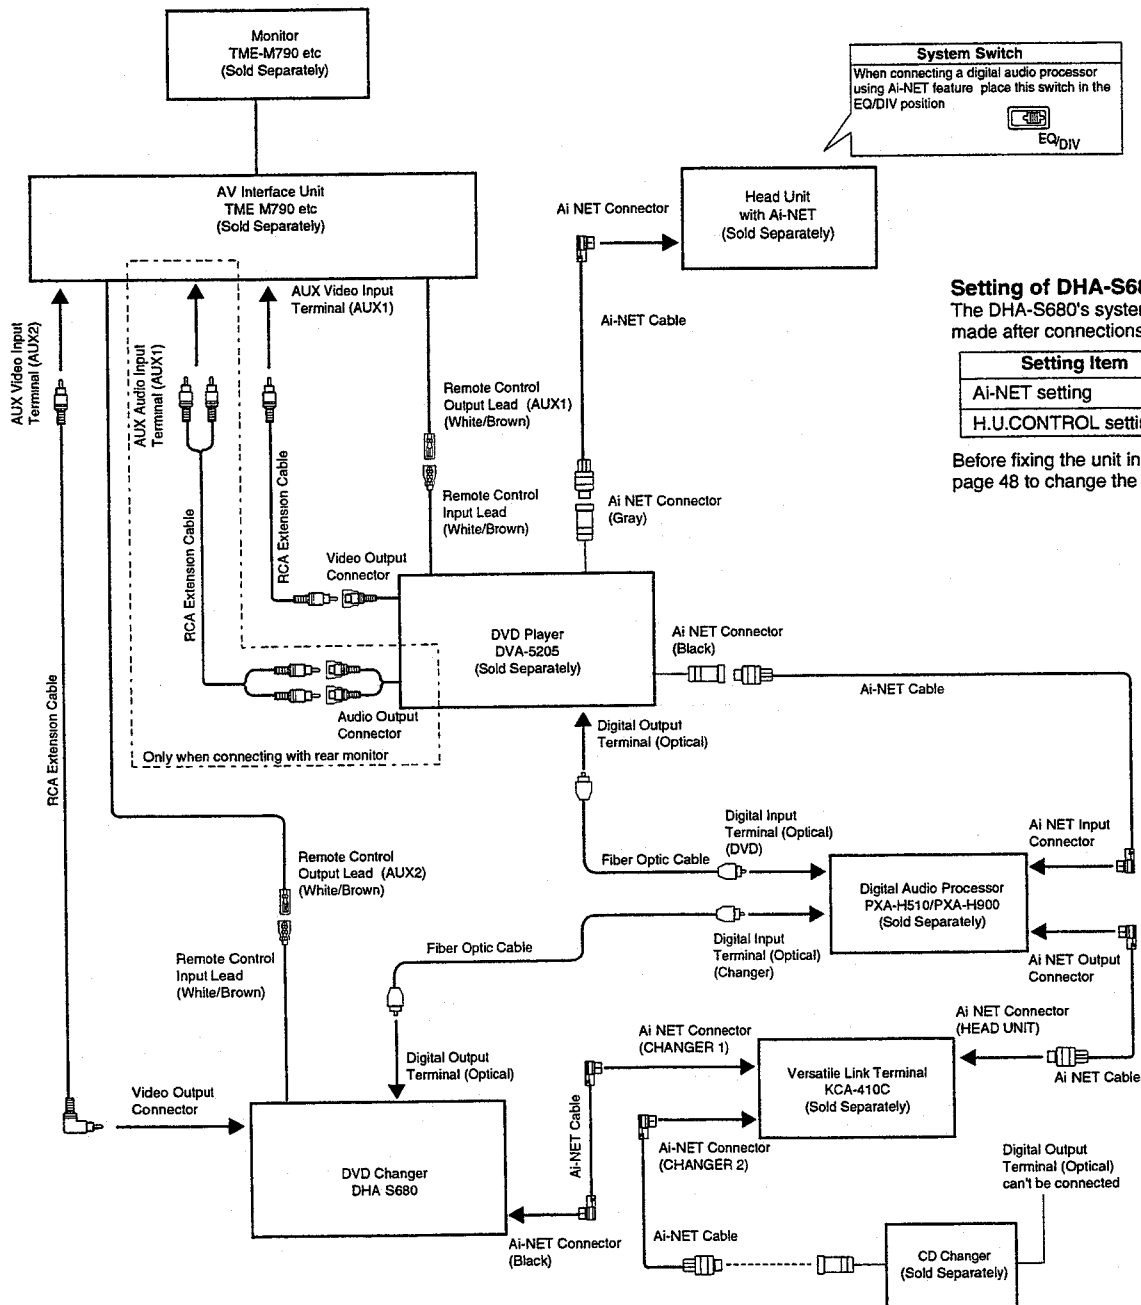 Monitor
TME-M790 etc
(Sold Separately)
System Switch
When connecting a digital audio processor
using Ai-NET feature place this switch in the
EQ/DIV position
EQ/DIV
AV Interface Unit
TME M790 etc
(Sold Separately)
Head Unit
with Ai-NET
(Sold Separately)
Ai NET Connector
Ai-NET Cable
AUX Video Input
Terminal (AUX2)
AUX Audio Input
Terminal (AUX1)
AUX Video Input
Terminal (AUX1)
Setting of DHA-S68
The DHA-S680's system
made after connections
Setting Item
Ai-NET setting
H.U.CONTROL setti
Before fixing the unit in
page 48 to change the
Remote Control
Output Lead (AUX1)
(White/Brown)
Remote Control
Input Lead
(White/Brown)
Ai NET Connector
(Gray)
RCA Extension Cable
RCA Extension Cable
RCA Extension Cable
Video Output
Connector
DVD Player
DVA-5205
(Sold Separately)
Ai NET Connector
(Black)
Ai-NET Cable
Audio Output
Connector
Only when connecting with rear monitor
Digital Output
Terminal (Optical)
Digital Input
Terminal (Optical)
(DVD)
Fiber Optic Cable
Ai NET Input
Connector
Digital Audio Processor
PXA-H510/PXA-H900
(Sold Separately)
Remote Control
Output Lead (AUX2)
(White/Brown)
Remote Control
Input Lead
(White/Brown)
Fiber Optic Cable
Digital Input
Terminal (Optical)
(Changer)
Ai NET Output
Connector
Ai NET Connector
(HEAD UNIT)
Ai NET Cable
Ai NET Connector
(CHANGER 1)
Versatile Link Terminal
KCA-410C
(Sold Separately)
Digital Output
Terminal (Optical)
Video Output
Connector
DVD Changer
DHA S680
Ai-NET Cable
Ai-NET Connector
(CHANGER 2)
Digital Output
Terminal (Optical)
can't be connected
Ai-NET Connector
(Black)
Ai-NET Cable
CD Changer
(Sold Separately)